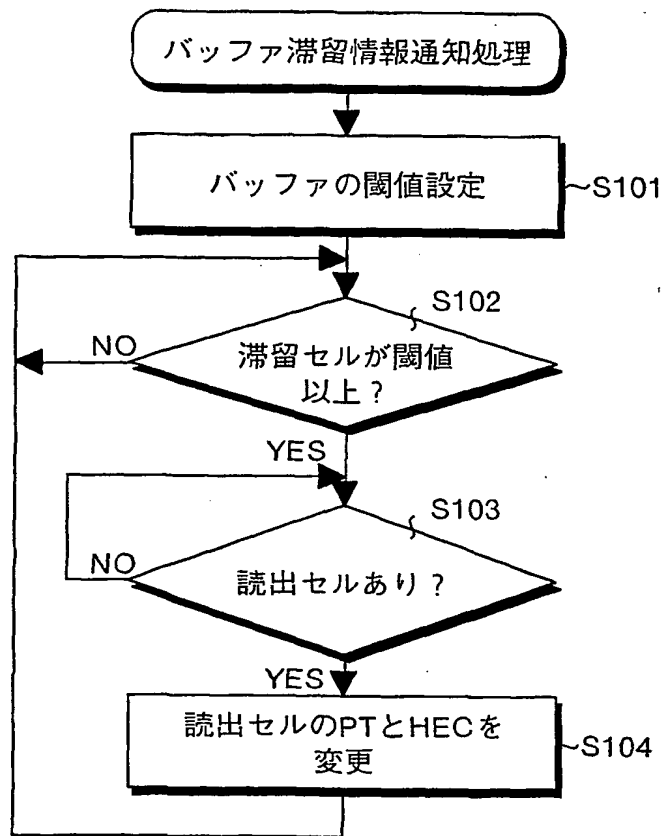 バッファ滞留情報通知処理
バッファの閾値設定
~S101
S102
NO
滞留セルが閾値
以上?
YES
S103
NO
読出セルあり?
YES
読出セルのPTとHECを
変更
~S104